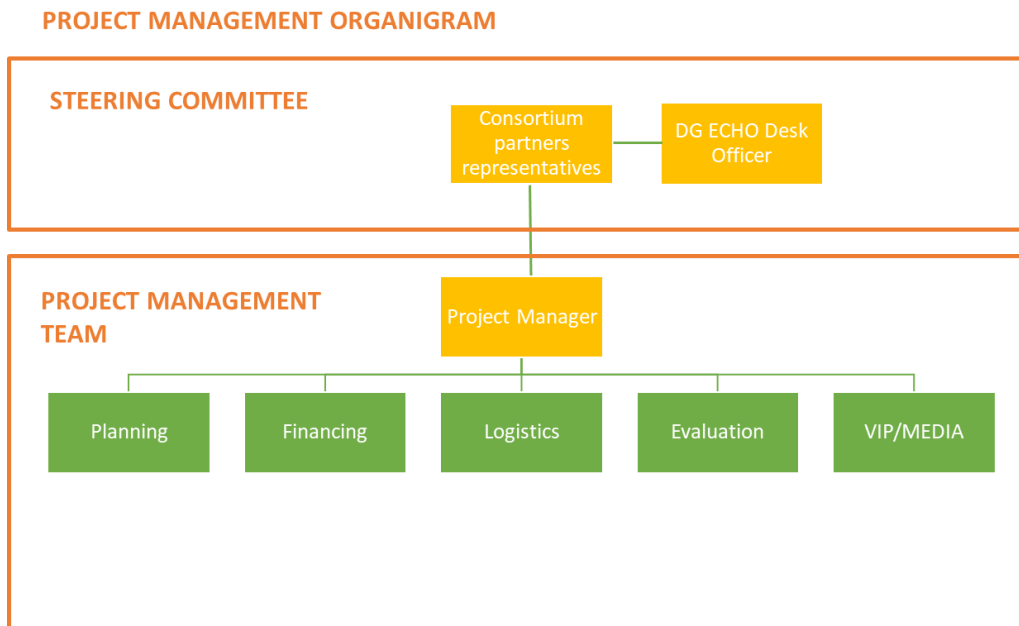 PROJECT MANAGEMENT ORGANIGRAM
STEERING COMMITTEE
Consortium
partners
representatives
DG ECHO Desk
Officer
PROJECT MANAGEMENT
TEAM
Project Manager
Planning
Financing
Logistics
Evaluation
VIP/MEDIA